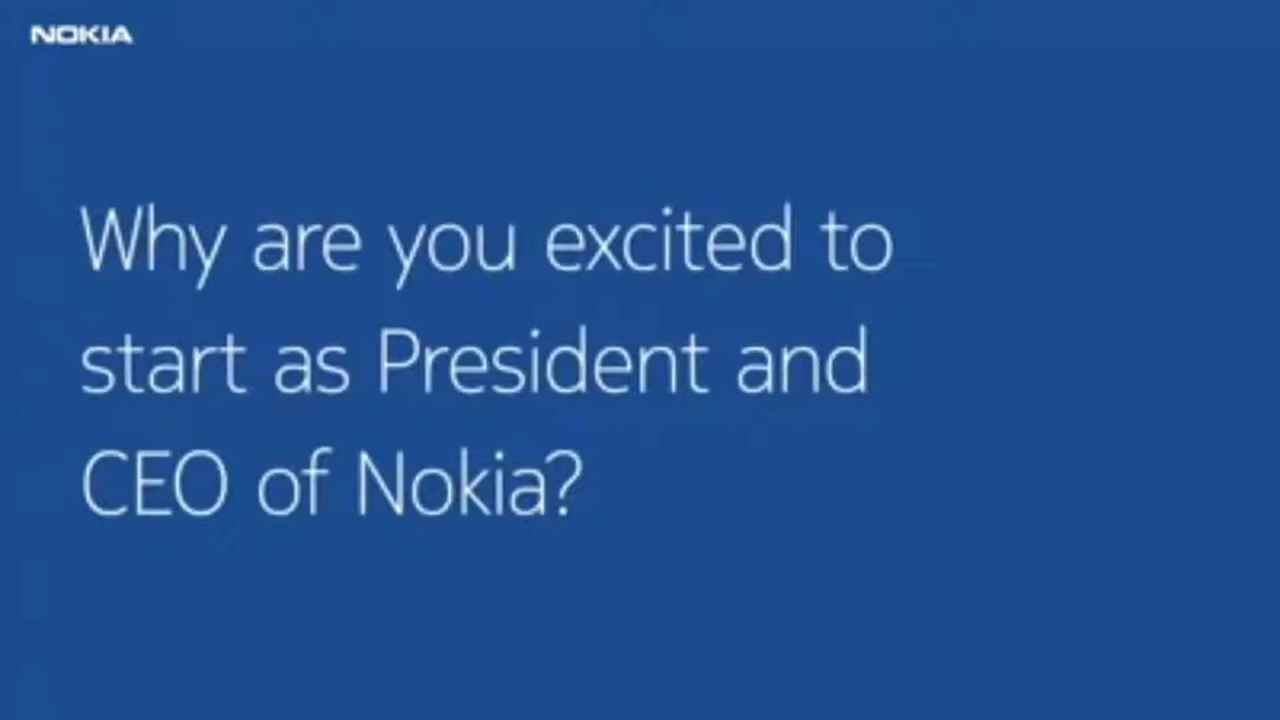 NOKIA
Why are you excited to
start as President and
CEO of Nokia?